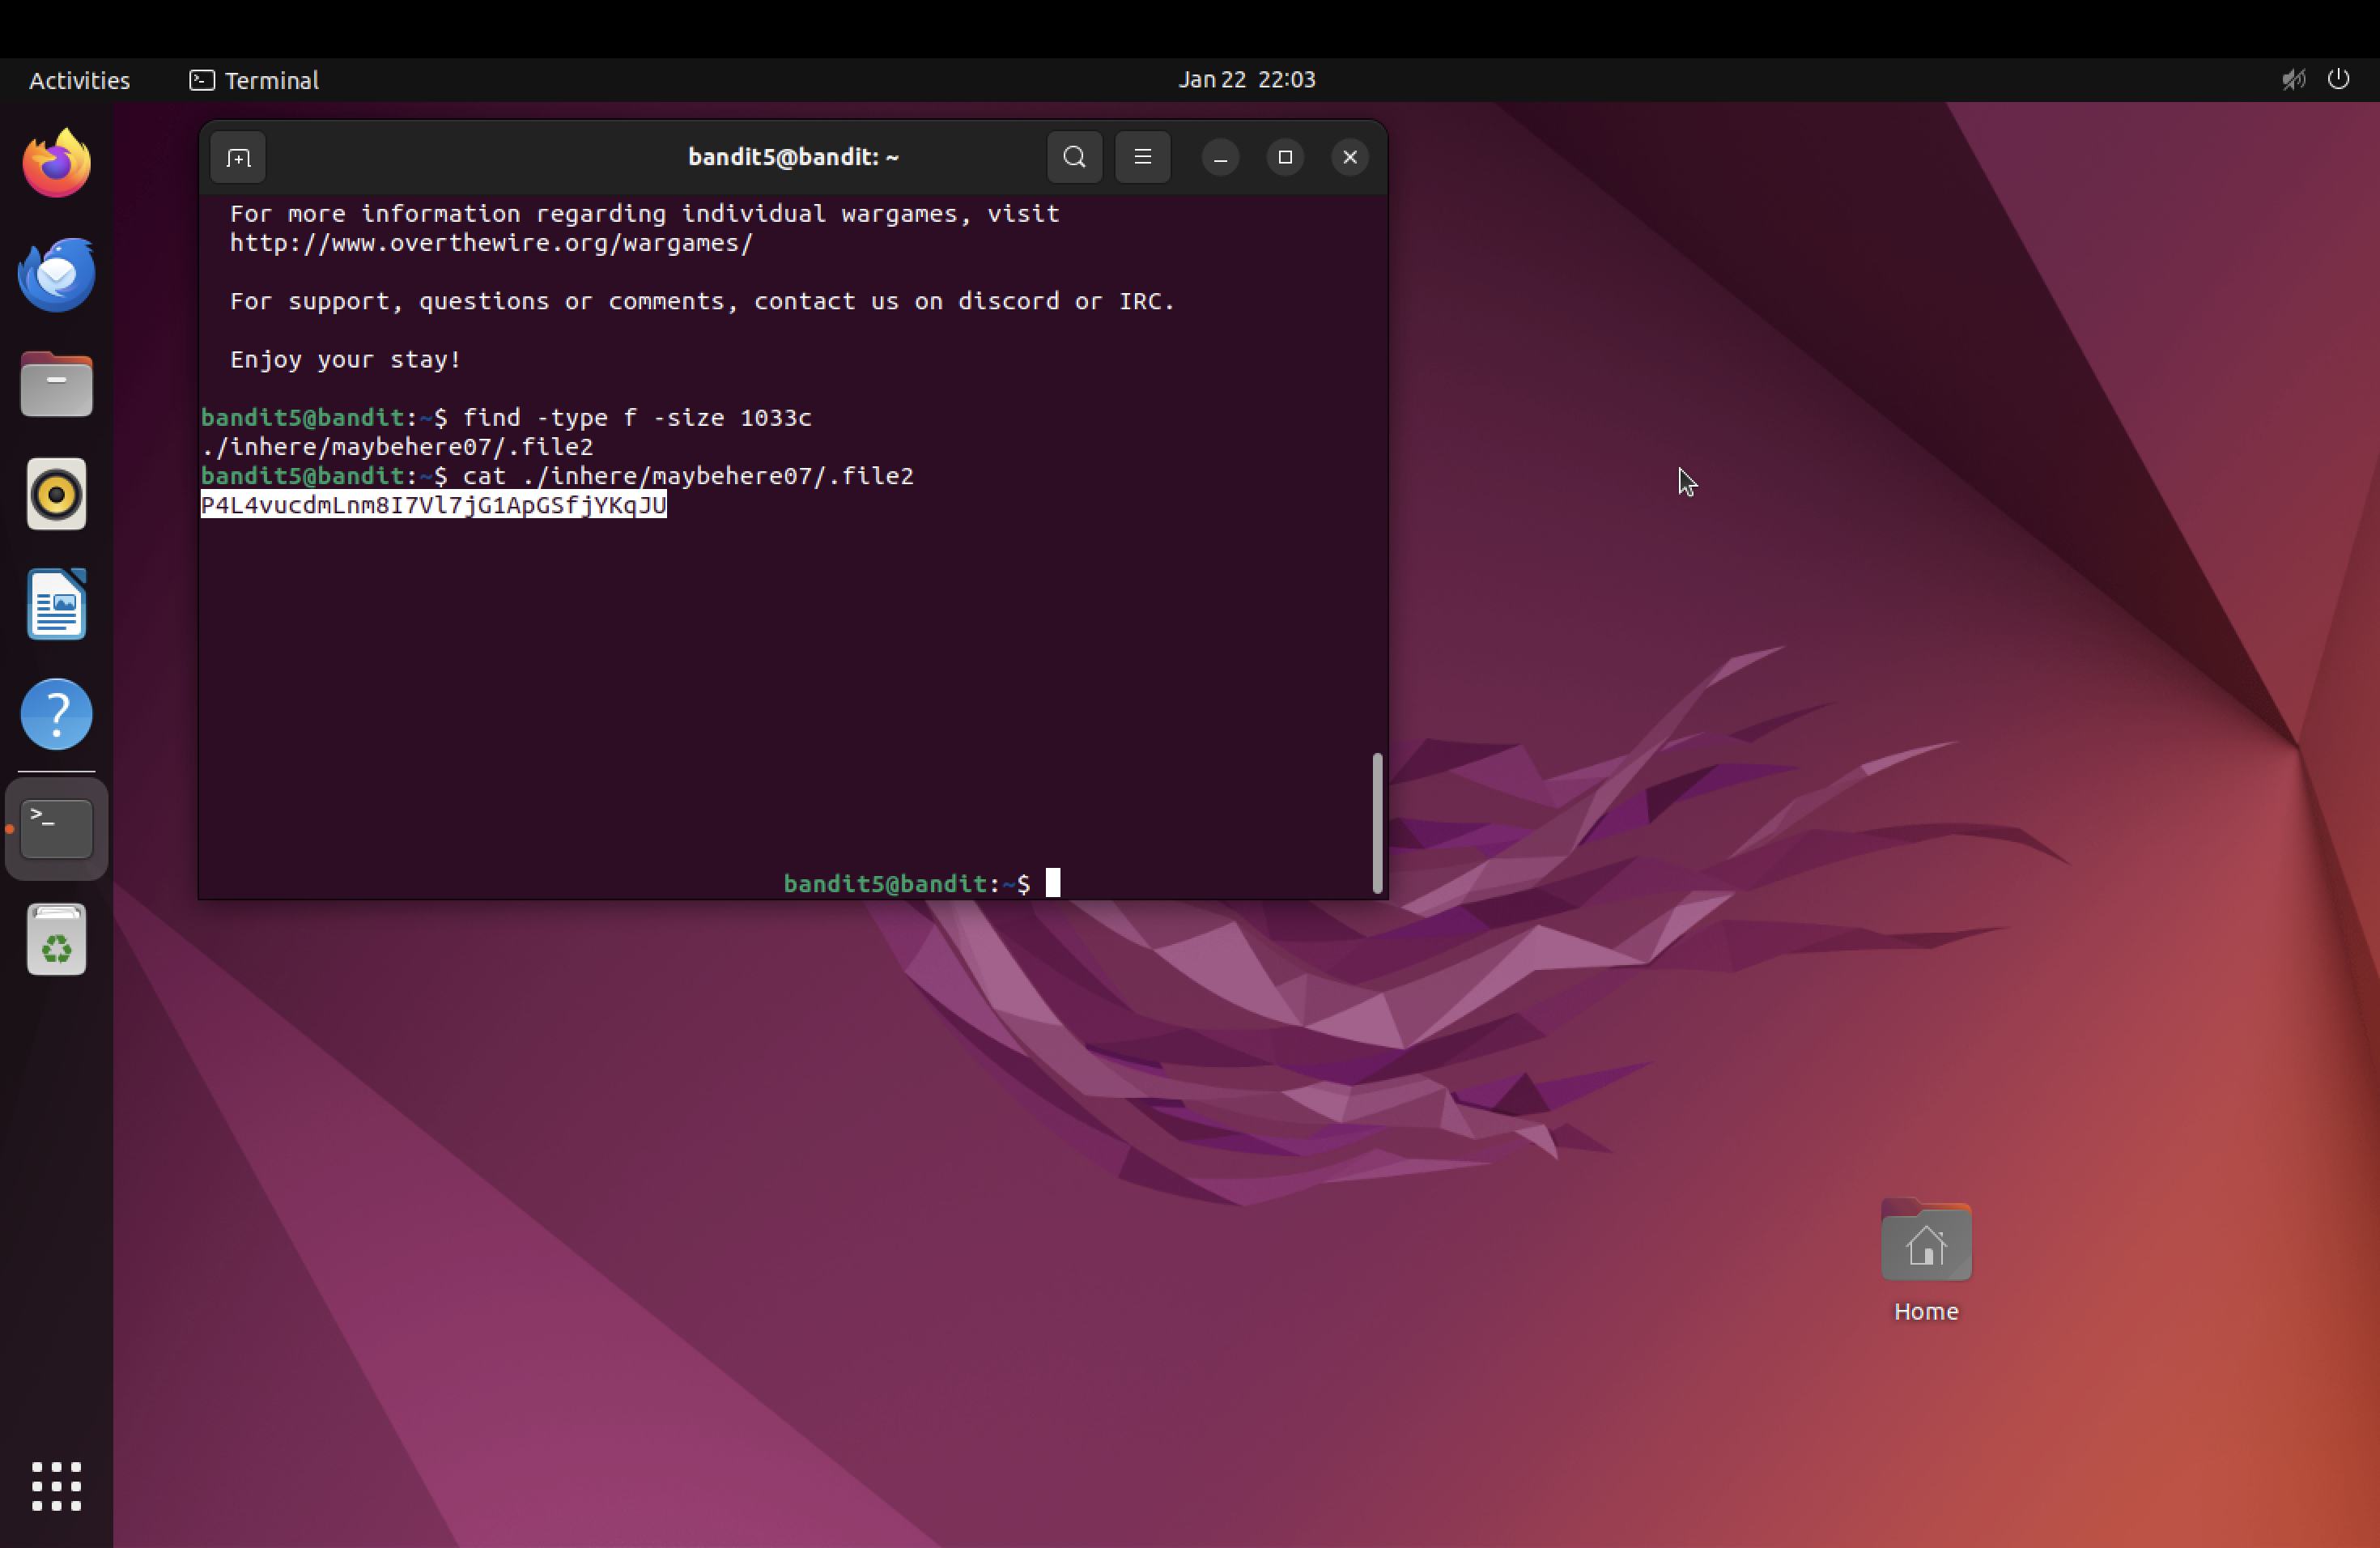 Activities
Terminal
Jan 22 22:03
bandit5@bandit: ~
For more information regarding individual wargames, visit
http://www.overthewire.org/wargames/
For support, questions or comments, contact us on discord or IRC.
Enjoy your stay!
bandit5@bandit:~$ find -type f -size 1033c
./inhere/maybehere07/.file2
bandit5@bandit:~$ cat ./inhere/maybehere07/.file2
P4L4vucdmLnm8I7Vl7jG1ApGSfjYKqJU
bandit5@bandit:~$
>_
?
Home